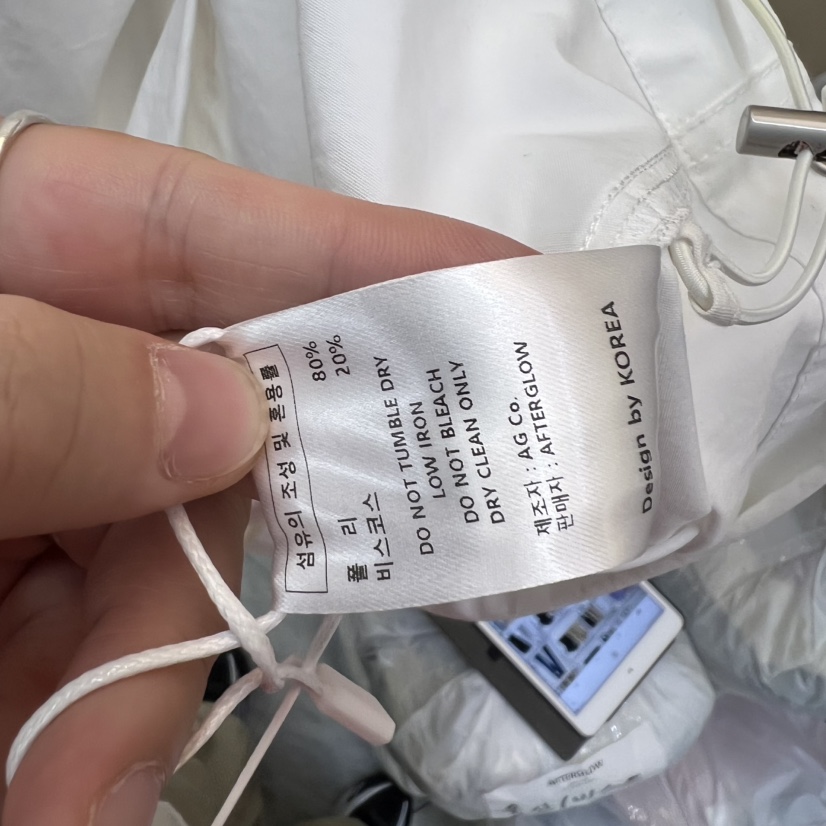 섬유의 조성 및 혼용률
폴 리 80%
비스코스 20%
DO NOT TUMBLE DRY
LOW IRON
DO NOT BLEACH
DRY CLEAN ONLY
제조자 : AG Co.
판매자 : AFTERGLOW
Design by KOREA